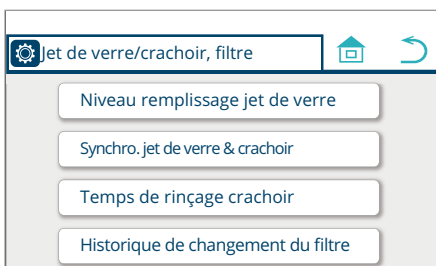 Jet de verre/crachoir, filtre
Niveau remplissage jet de verre
Synchro. jet de verre & crachoir
Temps de rinçage crachoir
Historique de changement du filtre